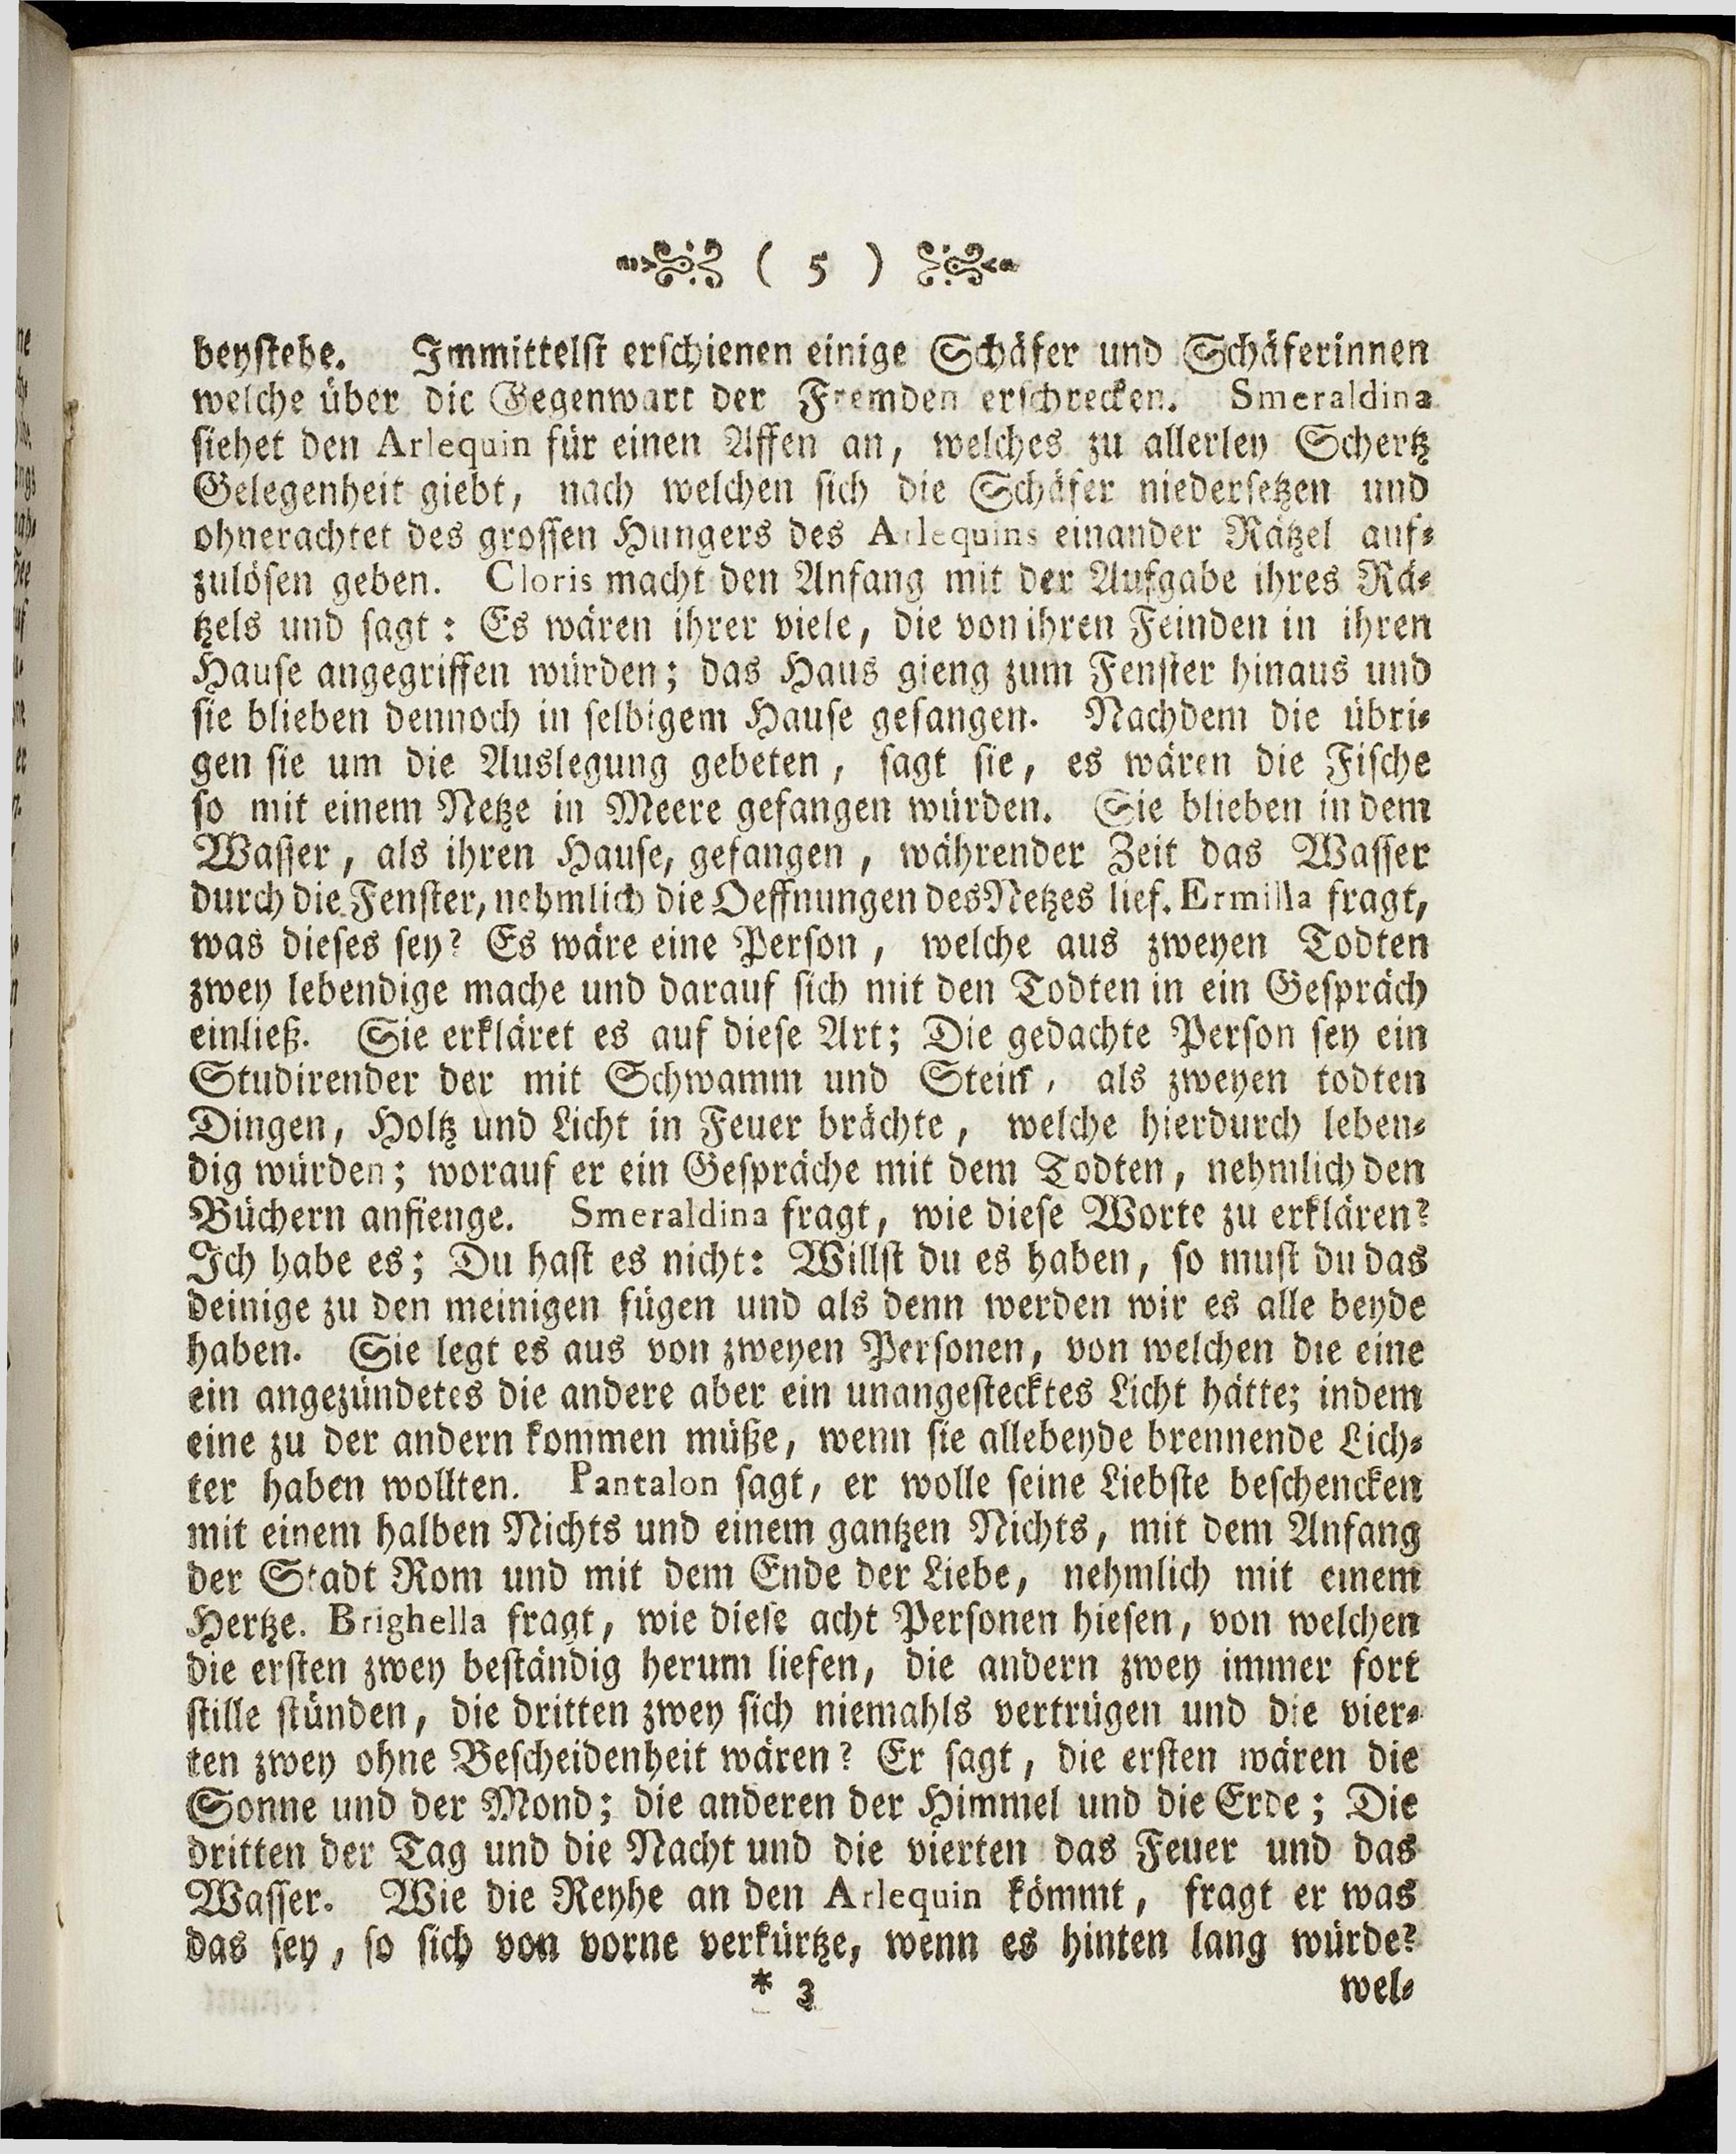 ( 5 )
beystehe. Immittelst erschienen einige Schäfer und Schäferinnen
welche über die Gegenwart der Fremden erschrecken. Smeraldina
siehet den Arlequin für einen Affen an, welches zu allerley Schertz
Gelegenheit giebt, nach welchen sich die Schäfer niedersetzen und
ohnerachtet des grossen Hungers des Arlequins einander Rätzel auf-
zulösen geben. Cloris macht den Anfang mit der Aufgabe ihres Rä-
tzels und sagt: Es wären ihrer viele, die von ihren Feinden in ihren
Hause angegriffen würden; das Haus gieng zum Fenster hinaus und
sie blieben dennoch in selbigem Hause gefangen. Nachdem die übri-
gen sie um die Auslegung gebeten, sagt sie, es wären die Fische
so mit einem Netze in Meere gefangen würden. Sie blieben in dem
Wasser, als ihren Hause, gefangen, währender Zeit das Wasser
durch die Fenster, nehmlich die Oeffnungen des Netzes lief. Ermilla fragt,
was dieses sey? Es wäre eine Person, welche aus zweyen Todten
zwey lebendige mache und darauf sich mit den Todten in ein Gespräch
einließ. Sie erkläret es auf diese Art; Die gedachte Person sey ein
Studirender der mit Schwamm und Stein, als zweyen todten
Dingen, Holtz und Licht in Feuer brächte, welche hierdurch leben-
dig würden; worauf er ein Gespräche mit dem Todten, nehmlich den
Büchern anfienge. Smeraldina fragt, wie diese Worte zu erklären?
Ich habe es; Du hast es nicht: Willst du es haben, so must du das
deinige zu den meinigen fügen und als denn werden wir es alle beyde
haben. Sie legt es aus von zweyen Personen, von welchen die eine
ein angezündetes die andere aber ein unangestecktes Licht hätte; indem
eine zu der andern kommen müße, wenn sie allebeyde brennende Lich-
ter haben wollten. Pantalon sagt, er wolle seine Liebste beschencken
mit einem halben Nichts und einem gantzen Nichts, mit dem Anfang
der Stadt Rom und mit dem Ende der Liebe, nehmlich mit einem
Hertze. Brighella fragt, wie diese acht Personen hiesen, von welchen
die ersten zwey beständig herum liefen, die andern zwey immer fort
stille stünden, die dritten zwey sich niemahls vertrügen und die vier-
ten zwey ohne Bescheidenheit wären? Er sagt, die ersten wären die
Sonne und der Mond; die anderen der Himmel und die Erde; Die
dritten der Tag und die Nacht und die vierten das Feuer und das
Wasser. Wie die Reyhe an den Arlequin kömmt, fragt er was
das sey, so sich von vorne verkürtze, wenn es hinten lang würde?
* 3 wel-